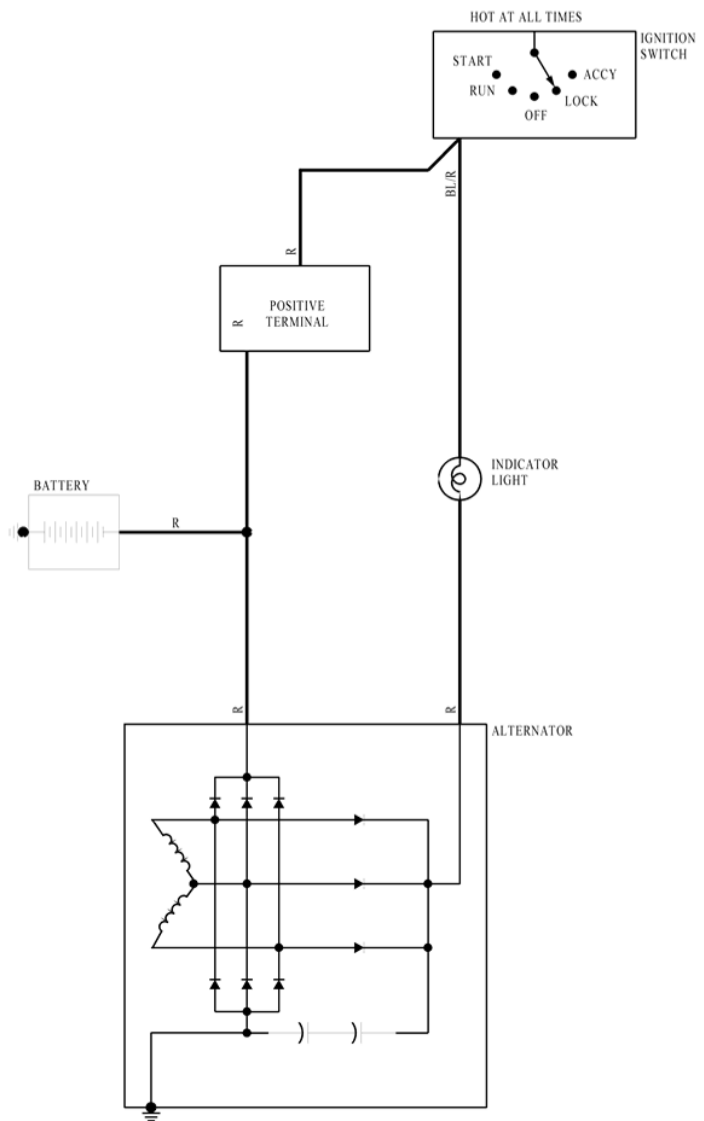 HOT AT ALL TIMES
IGNITION
SWITCH
START
ACCY
RUN
LOCK
OFF
BL/R
R
POSITIVE
TERMINAL
R
INDICATOR
LIGHT
BATTERY
R
R
R
ALTERNATOR